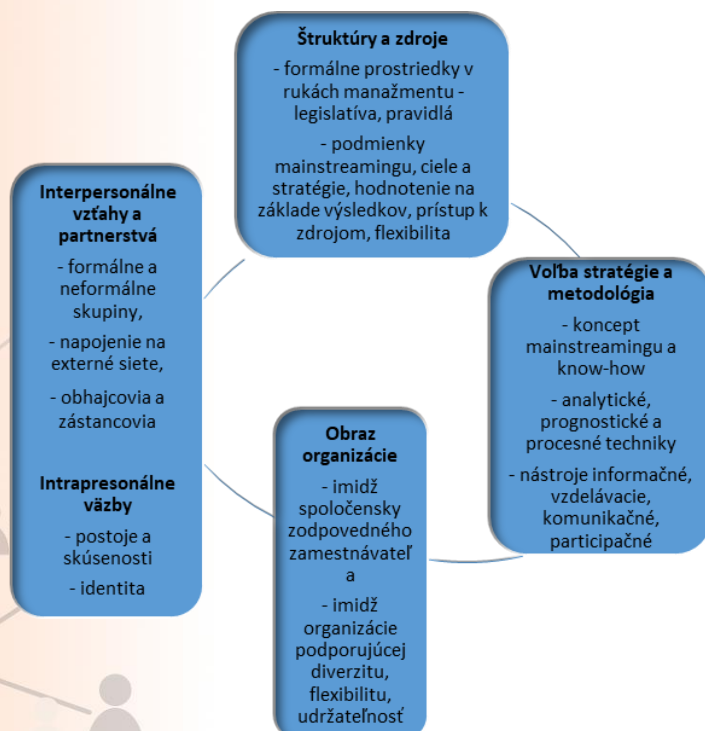 Štruktúry a zdroje
- formálne prostriedky v
rukách manažmentu -
legislatíva, pravidlá
- podmienky
mainstreamingu, ciele a
stratégie, hodnotenie na
základe výsledkov, prístup k
zdrojom, flexibilita
Voľba stratégie a
metodológia
- koncept
mainstreamingu a
know-how
- analytické,
prognostické a
procesné techniky
- nástroje informačné,
vzdelávacie,
komunikačné,
participačné
Obraz
organizácie
- imidž
spoločensky
zodpovedného
zamestnávateľ
a
- imidž
organizácie
podporujúcej
diverzitu,
flexibilitu,
udržateľnosť
Interpersonálne
vzťahy a
partnerstvá
- formálne a
neformálne
skupiny,
- napojenie na
externé siete,
- obhajcovia a
zástancovia
Intrapresonálne
väzby
- postoje a
skúsenosti
- identita